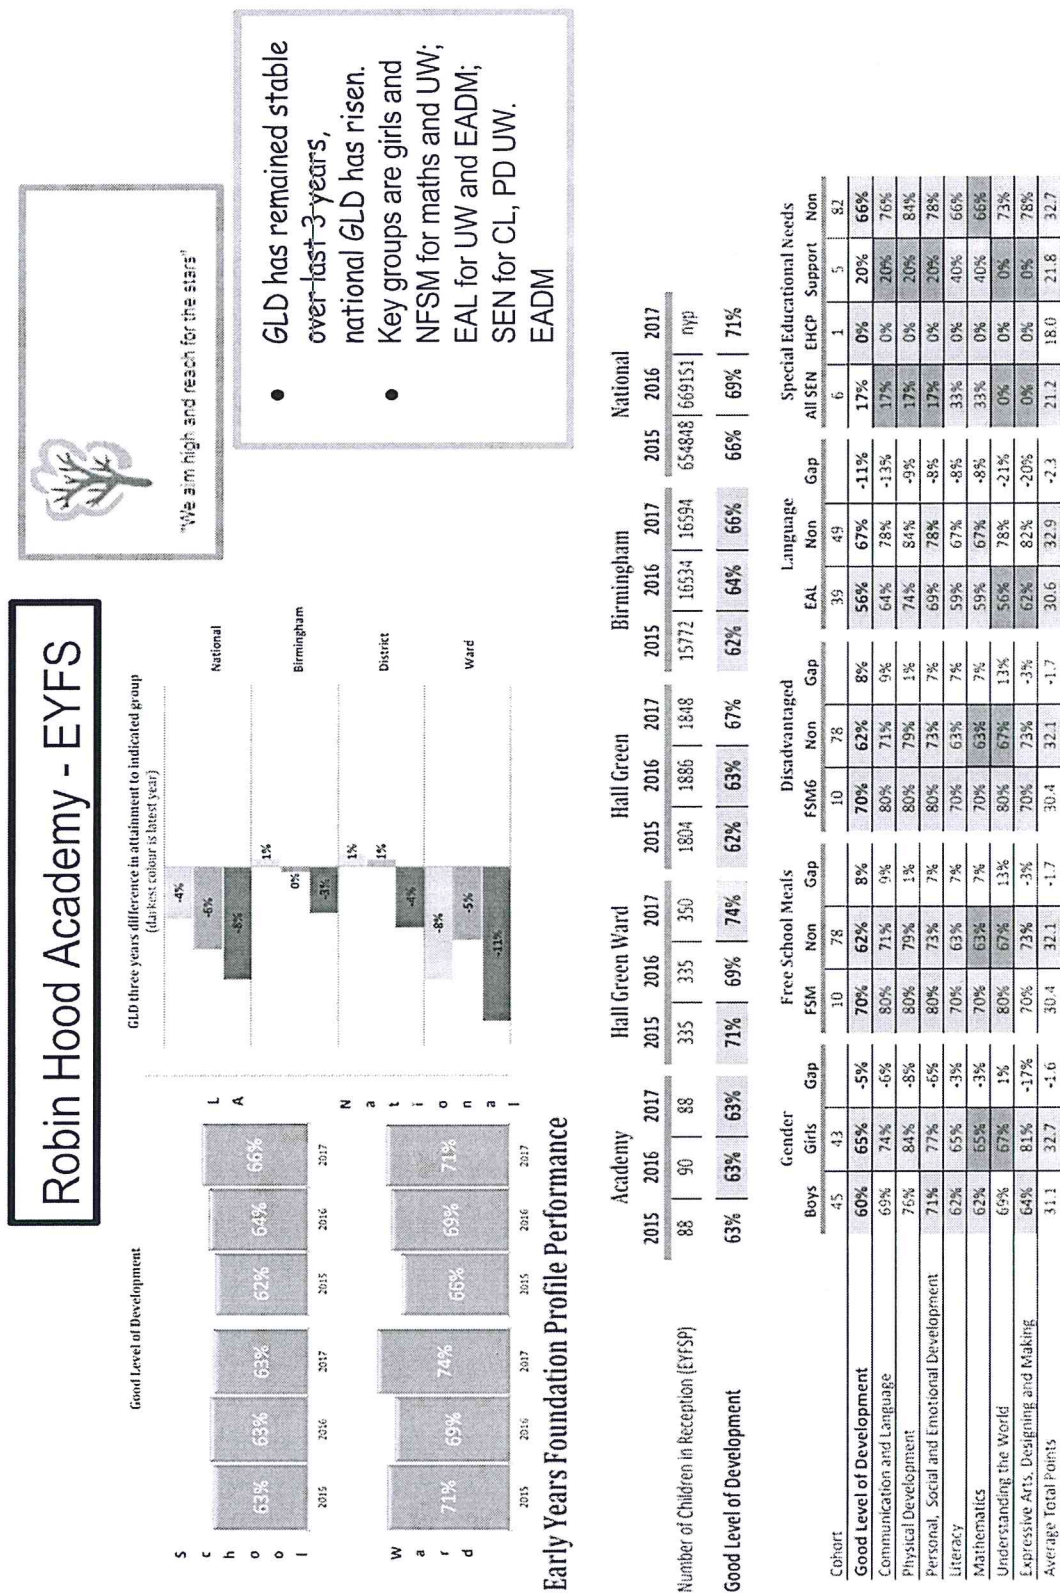 Robin Hood Academy - EYFS
"We aim high and reach for the stars"
• GLD has remained stable
over last 3 years,
national GLD has risen.
• Key groups are girls and
NFSM for maths and UW;
EAL for UW and EADM;
SEN for CL, PD UW.
EADM
Good Level of Development
School
63% 63% 63%
2015 2016 2017
LA
62% 64% 66%
2015 2016 2017
Ward
71% 69% 74%
2015 2016 2017
National
66% 69% 71%
2015 2016 2017
GLD three years difference in attainment to indicated group
(darkest colour is latest year)
-4%
-6%
-8%
National
1%
0%
-3%
Birmingham
1%
1%
-4%
District
-8%
-5%
-11%
Ward
Early Years Foundation Profile Performance
Academy Hall Green Ward Hall Green Birmingham National
2015 2016 2017 2015 2016 2017 2015 2016 2017 2015 2016 2017 2015 2016 2017
Number of Children in Reception (EYFSP) 88 90 88 335 335 350 1804 1886 1848 15772 16534 16594 654848 669151 nyp
Good Level of Development 63% 63% 63% 71% 69% 74% 62% 63% 67% 62% 64% 66% 66% 69% 71%
Gender Free School Meals Disadvantaged Language Special Educational Needs
Boys Girls Gap FSM Non Gap FSM6 Non Gap EAL Non Gap All SEN EHCP Support Non
Cohort 45 43 10 78 10 78 39 49 6 1 5 82
Good Level of Development 60% 65% -5% 70% 62% 8% 70% 62% 8% 56% 67% -11% 17% 0% 20% 66%
Communication and Language 69% 74% -6% 80% 71% 9% 80% 71% 9% 64% 78% -13% 17% 0% 20% 76%
Physical Development 76% 84% -8% 80% 79% 1% 80% 79% 1% 74% 84% -9% 17% 0% 20% 84%
Personal, Social and Emotional Development 71% 77% -6% 80% 73% 7% 80% 73% 7% 69% 78% -8% 17% 0% 20% 78%
Literacy 62% 65% -3% 70% 63% 7% 70% 63% 7% 59% 67% -8% 33% 0% 40% 66%
Mathematics 62% 65% -3% 70% 63% 7% 70% 63% 7% 59% 67% -8% 33% 0% 40% 66%
Understanding the World 69% 67% 1% 80% 67% 13% 80% 67% 13% 56% 78% -21% 0% 0% 0% 73%
Expressive Arts, Designing and Making 64% 81% -17% 70% 73% -3% 70% 73% -3% 62% 82% -20% 0% 0% 0% 78%
Average Total Points 31.1 32.7 -1.6 30.4 32.1 -1.7 30.4 32.1 -1.7 30.6 32.9 -2.3 21.2 18.0 21.8 32.7